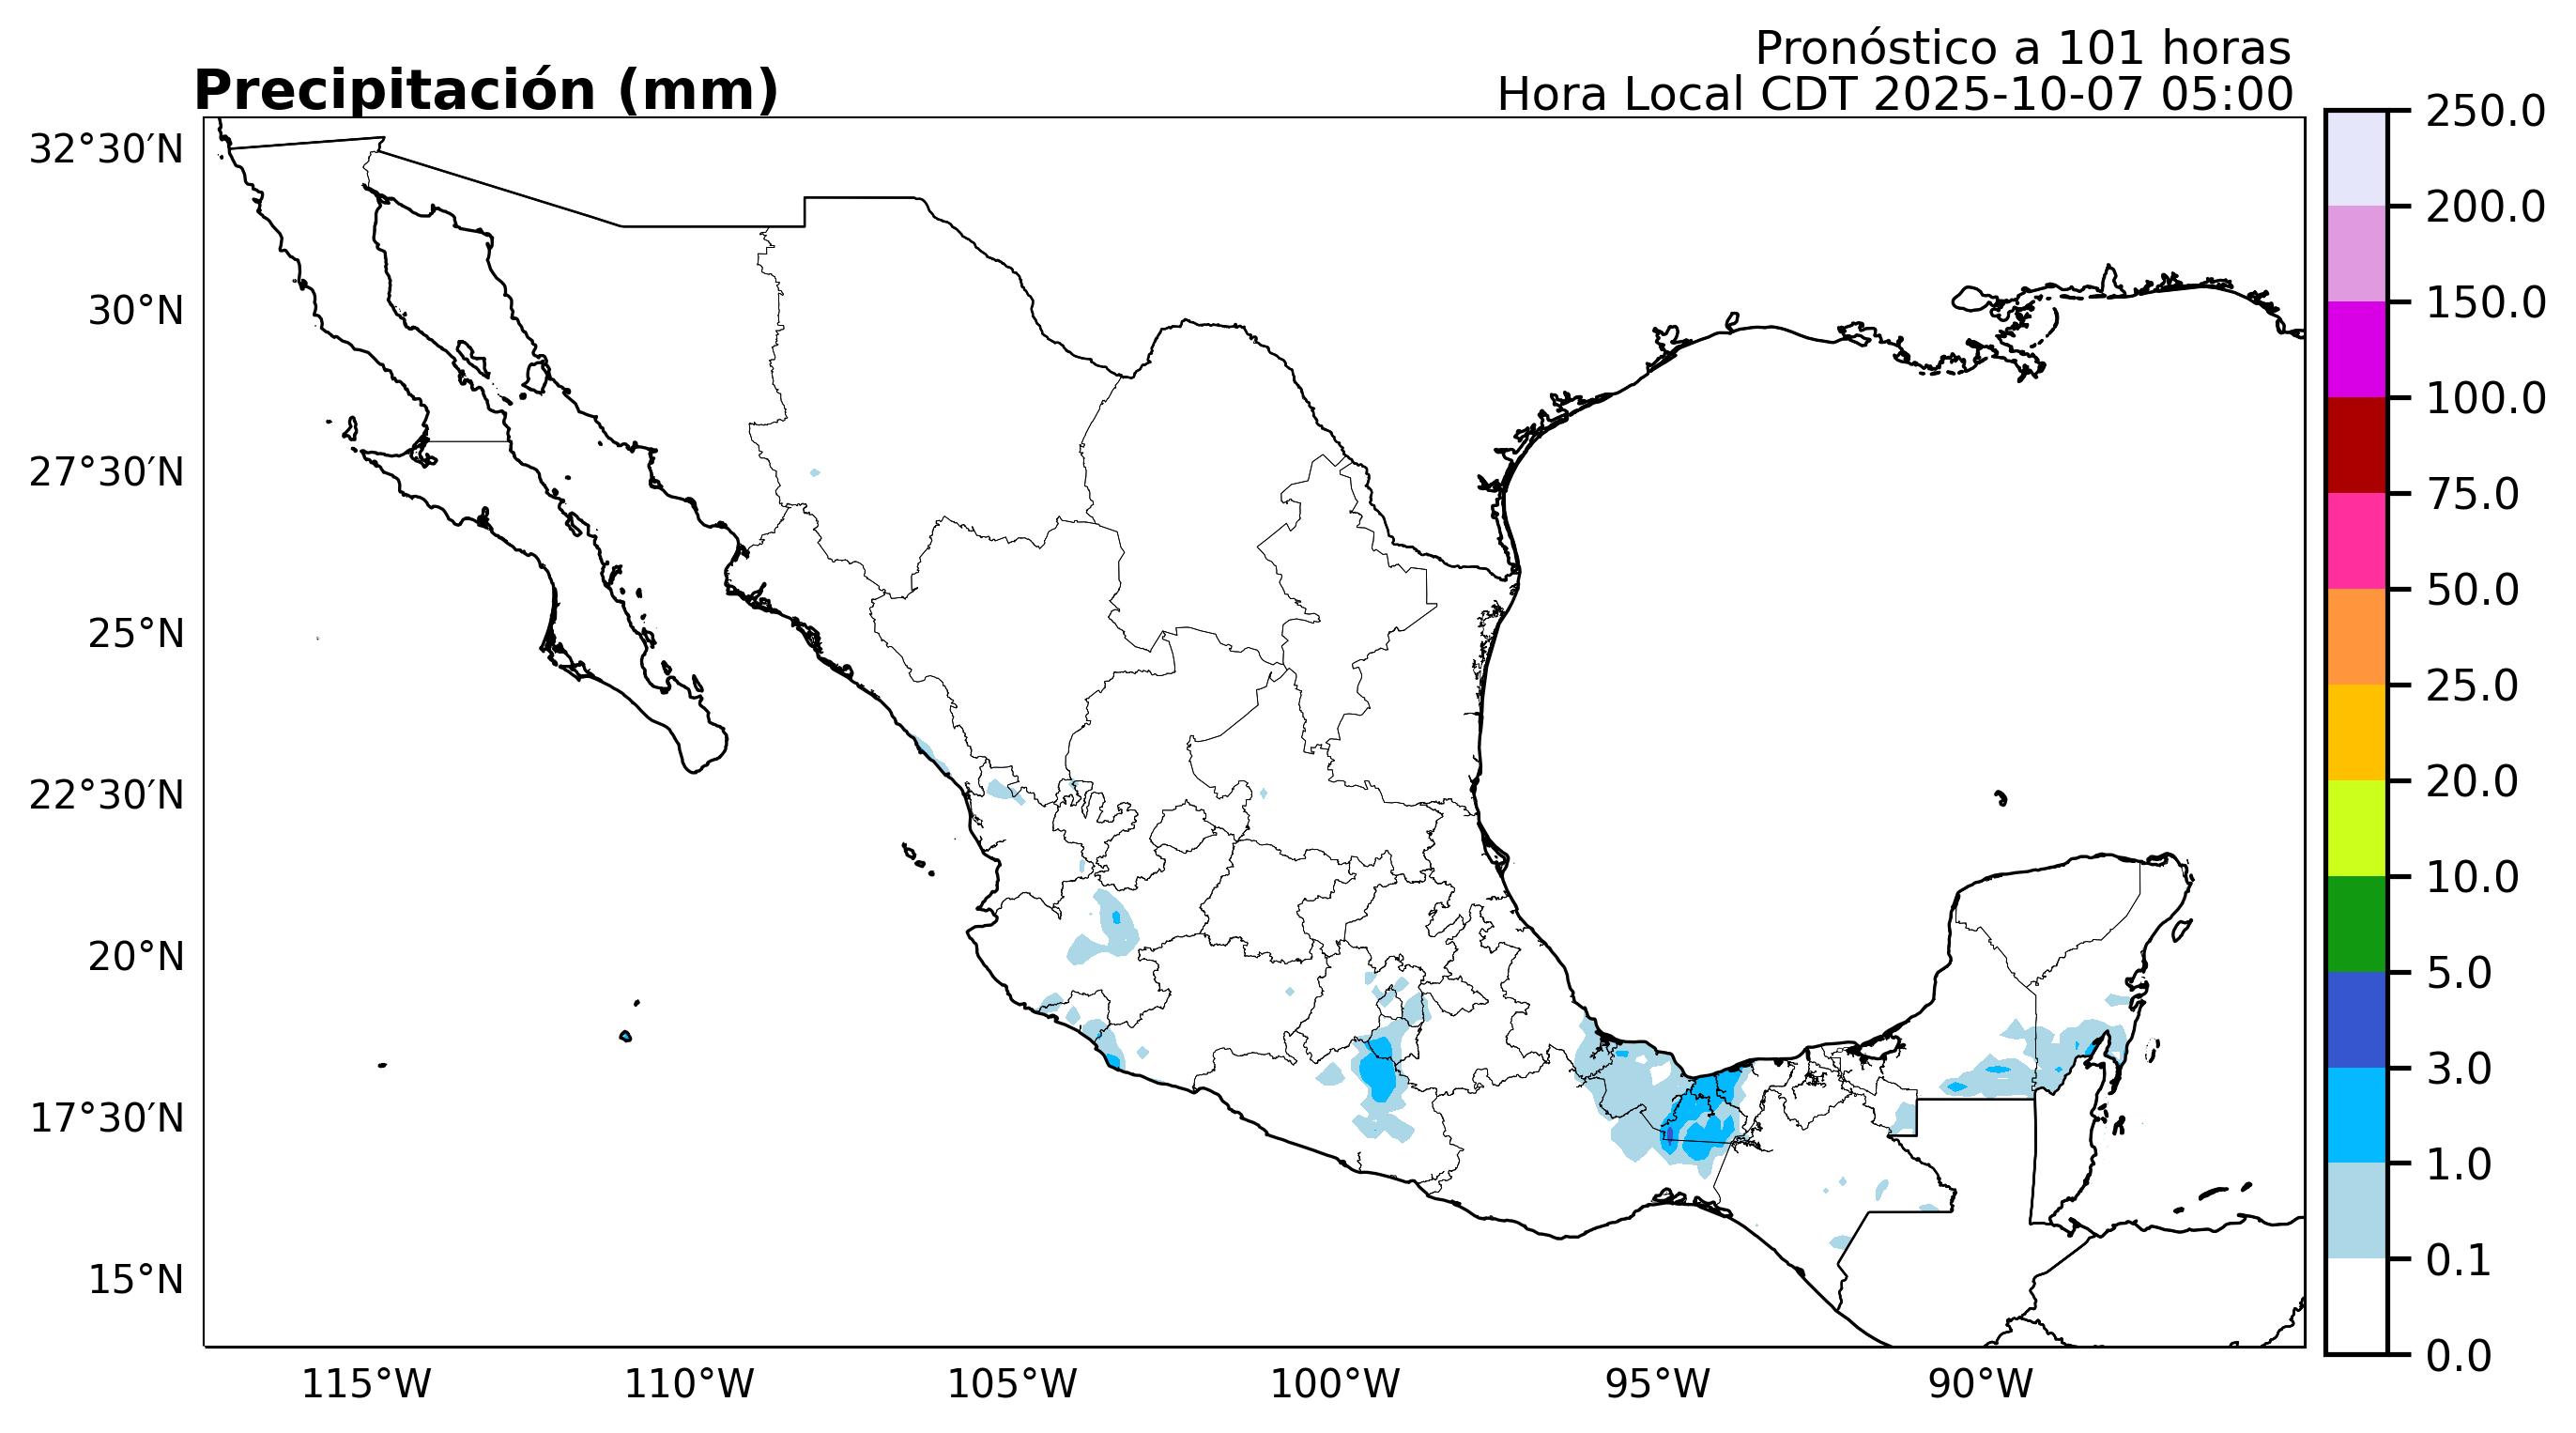 Pronóstico a 101 horas
Precipitación (mm)
Hora Local CDT 2025-10-07 05:00
32°30′N
30°N
27°30′N
25°N
22°30′N
20°N
17°30′N
15°N
115°W
110°W
105°W
100°W
95°W
90°W
250.0
200.0
150.0
100.0
75.0
50.0
25.0
20.0
10.0
5.0
3.0
1.0
0.1
0.0